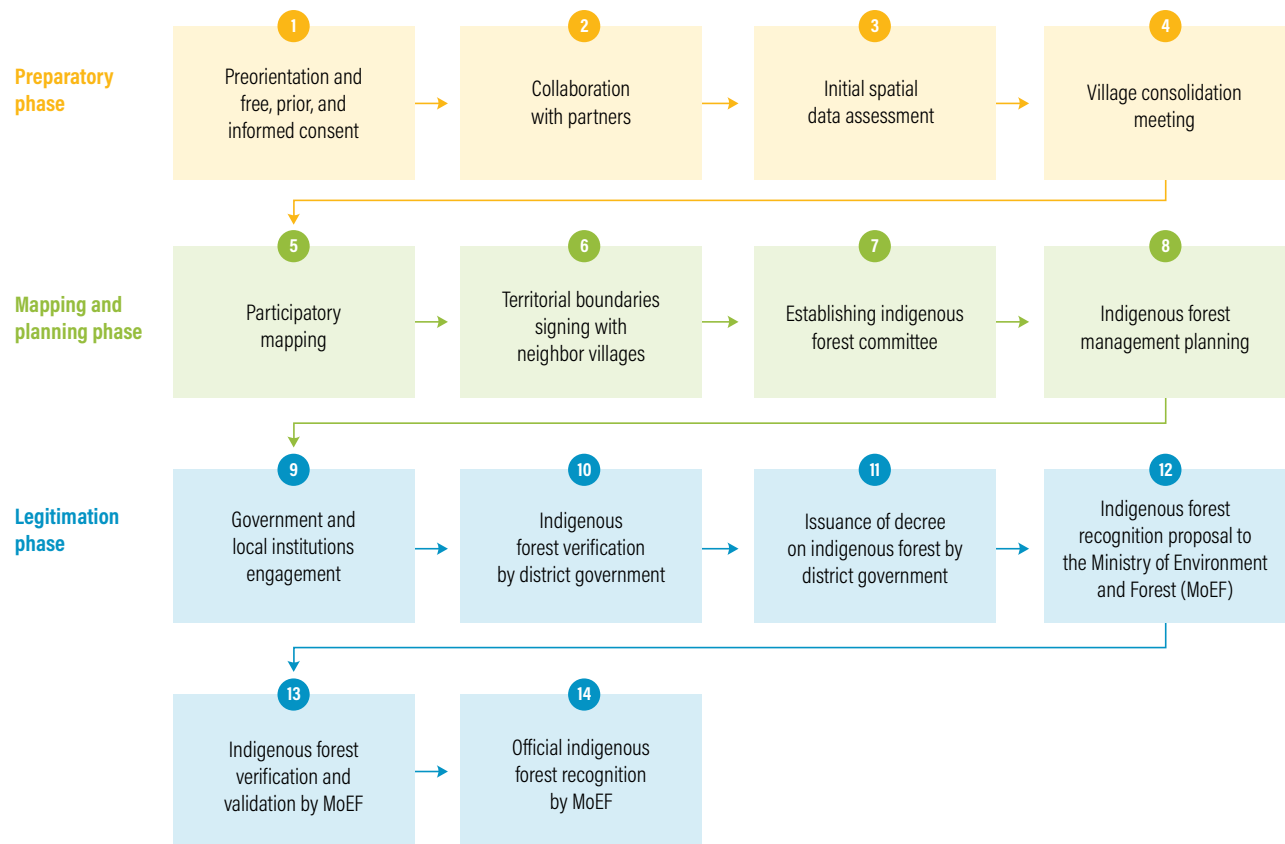 Preparatory
phase
1
Preorientation and
free, prior, and
informed consent
2
Collaboration
with partners
3
Initial spatial
data assessment
4
Village consolidation
meeting
Mapping and
planning phase
5
Participatory
mapping
6
Territorial boundaries
signing with
neighbor villages
7
Establishing indigenous
forest committee
8
Indigenous forest
management planning
Legitimation
phase
9
Government and
local institutions
engagement
10
Indigenous
forest verification
by district government
11
Issuance of decree
on indigenous forest by
district government
12
Indigenous forest
recognition proposal to
the Ministry of Environment
and Forest (MoEF)
13
Indigenous forest
verification and
validation by MoEF
14
Official indigenous
forest recognition
by MoEF